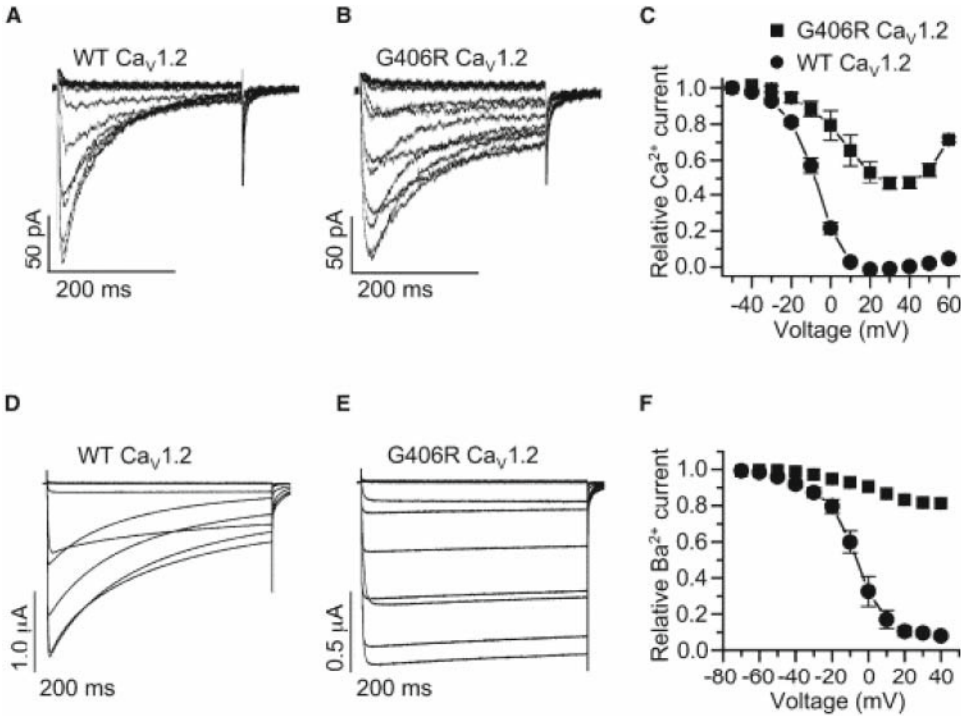 A
WT CaV1.2
50 pA
200 ms
B
G406R CaV1.2
50 pA
200 ms
C
G406R CaV1.2
WT CaV1.2
Relative Ca2+ current
1.0
0.8
0.6
0.4
0.2
0.0
-40 -20 0 20 40 60
Voltage (mV)
D
WT CaV1.2
1.0 μA
200 ms
E
G406R CaV1.2
0.5 μA
200 ms
F
Relative Ba2+ current
1.0
0.8
0.6
0.4
0.2
0.0
-80 -60 -40 -20 0 20 40
Voltage (mV)